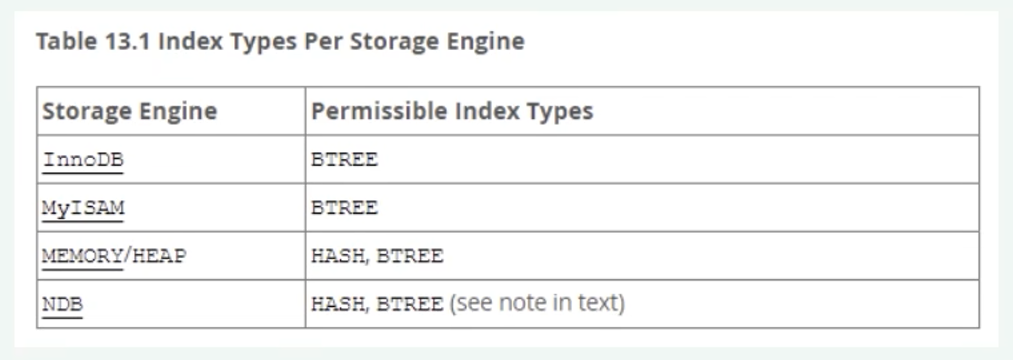 Table 13.1 Index Types Per Storage Engine
Storage Engine Permissible Index Types
InnoDB BTREE
MyISAM BTREE
MEMORY/HEAP HASH, BTREE
NDB HASH, BTREE (see note in text)